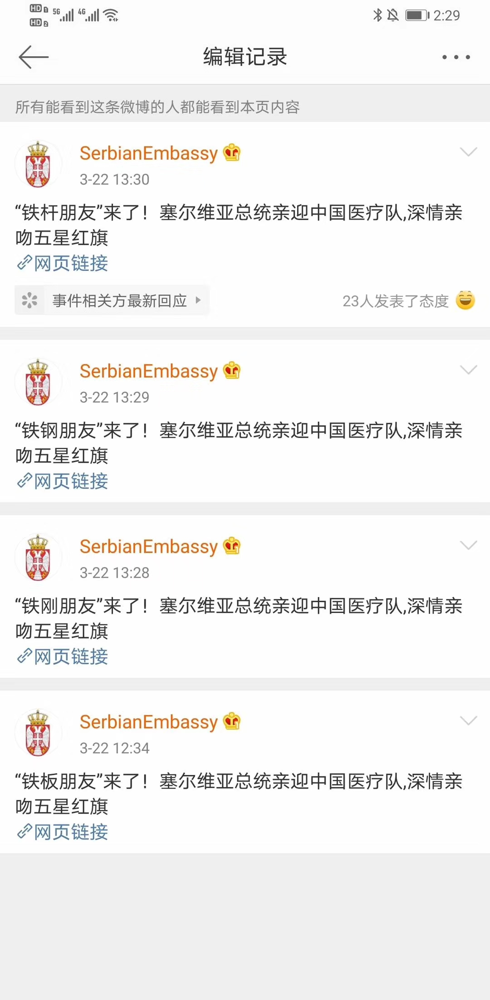 HD 1 5G 4G
HD 2
2:29
编辑记录
所有能看到这条微博的人都能看到本页内容
SerbianEmbassy
3-22 13:30
“铁杆朋友”来了！塞尔维亚总统亲迎中国医疗队,深情亲
吻五星红旗
网页链接
事件相关方最新回应
23人发表了态度
SerbianEmbassy
3-22 13:29
“铁钢朋友”来了！塞尔维亚总统亲迎中国医疗队,深情亲
吻五星红旗
网页链接
SerbianEmbassy
3-22 13:28
“铁刚朋友”来了！塞尔维亚总统亲迎中国医疗队,深情亲
吻五星红旗
网页链接
SerbianEmbassy
3-22 12:34
“铁板朋友”来了！塞尔维亚总统亲迎中国医疗队,深情亲
吻五星红旗
网页链接